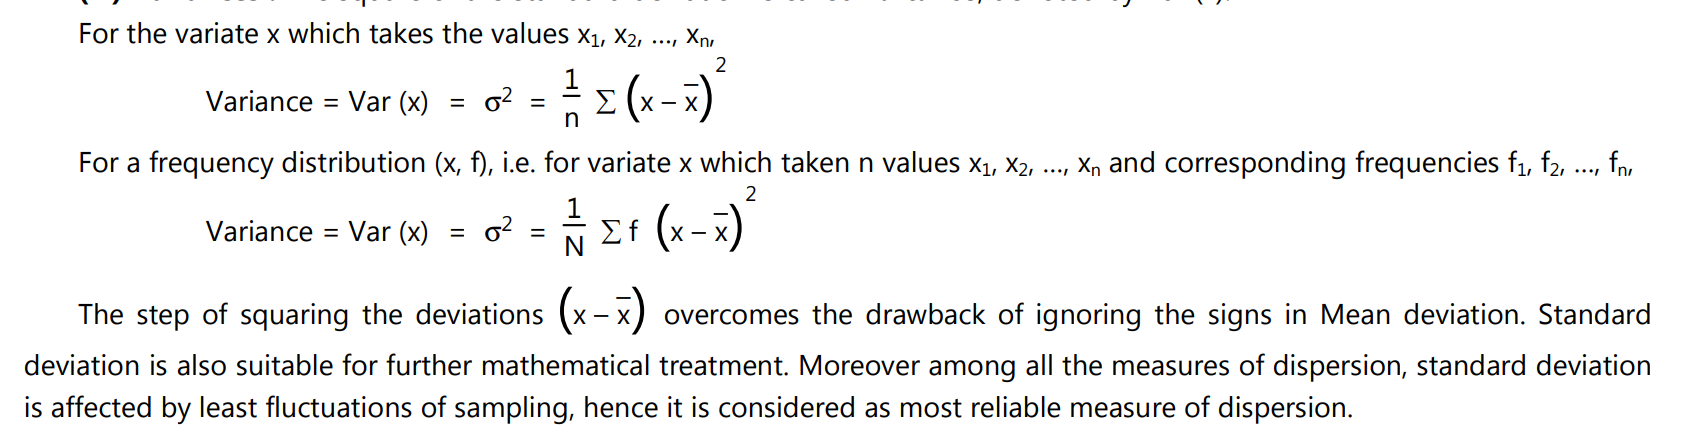 For the variate x which takes the values x₁, x₂, ..., xₙ,
Variance = Var (x) = σ² = 1/n Σ (x – x̄)²
For a frequency distribution (x, f), i.e. for variate x which taken n values x₁, x₂, ..., xₙ and corresponding frequencies f₁, f₂, ..., fₙ,
Variance = Var (x) = σ² = 1/N Σ f (x – x̄)²
The step of squaring the deviations (x – x̄) overcomes the drawback of ignoring the signs in Mean deviation. Standard
deviation is also suitable for further mathematical treatment. Moreover among all the measures of dispersion, standard deviation
is affected by least fluctuations of sampling, hence it is considered as most reliable measure of dispersion.